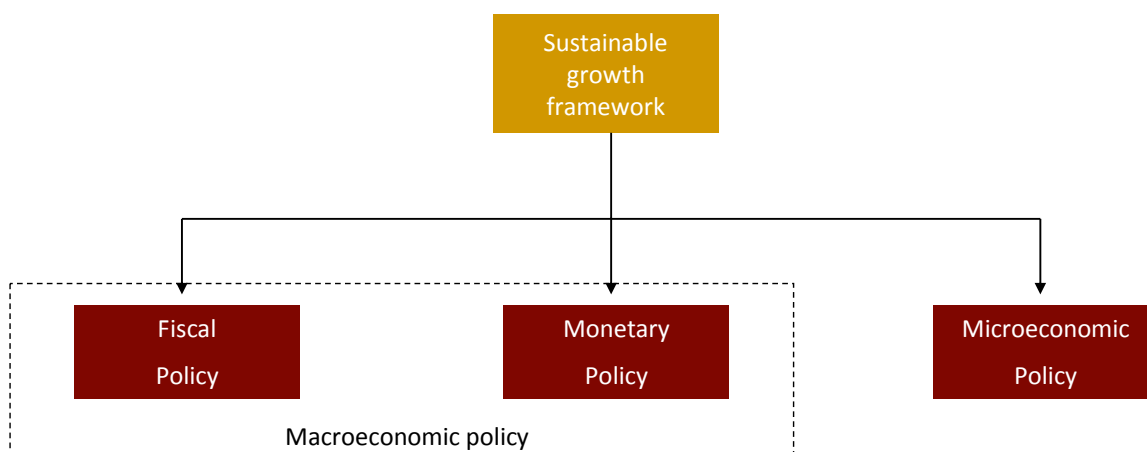 Sustainable
growth
framework
Fiscal
Policy
Monetary
Policy
Microeconomic
Policy
Macroeconomic policy